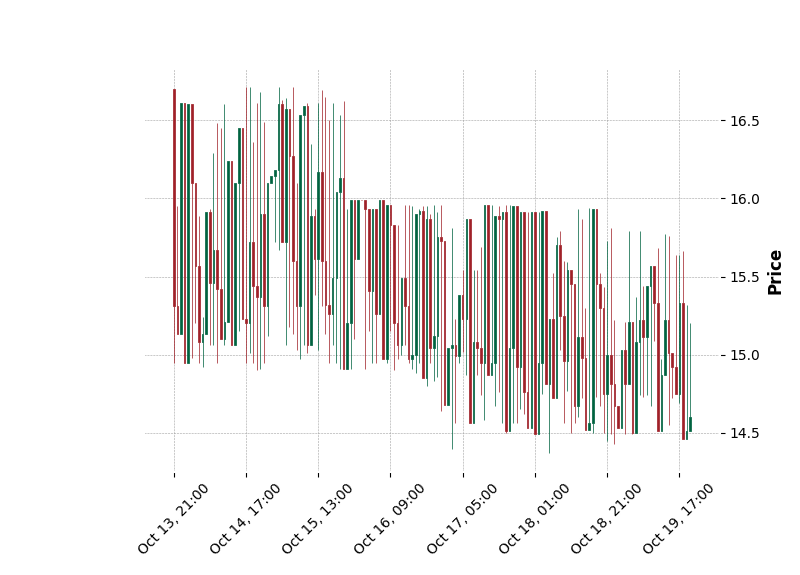 16.5
16.0
15.5
15.0
14.5
Price
Oct 13, 21:00
Oct 14, 17:00
Oct 15, 13:00
Oct 16, 09:00
Oct 17, 05:00
Oct 18, 01:00
Oct 18, 21:00
Oct 19, 17:00